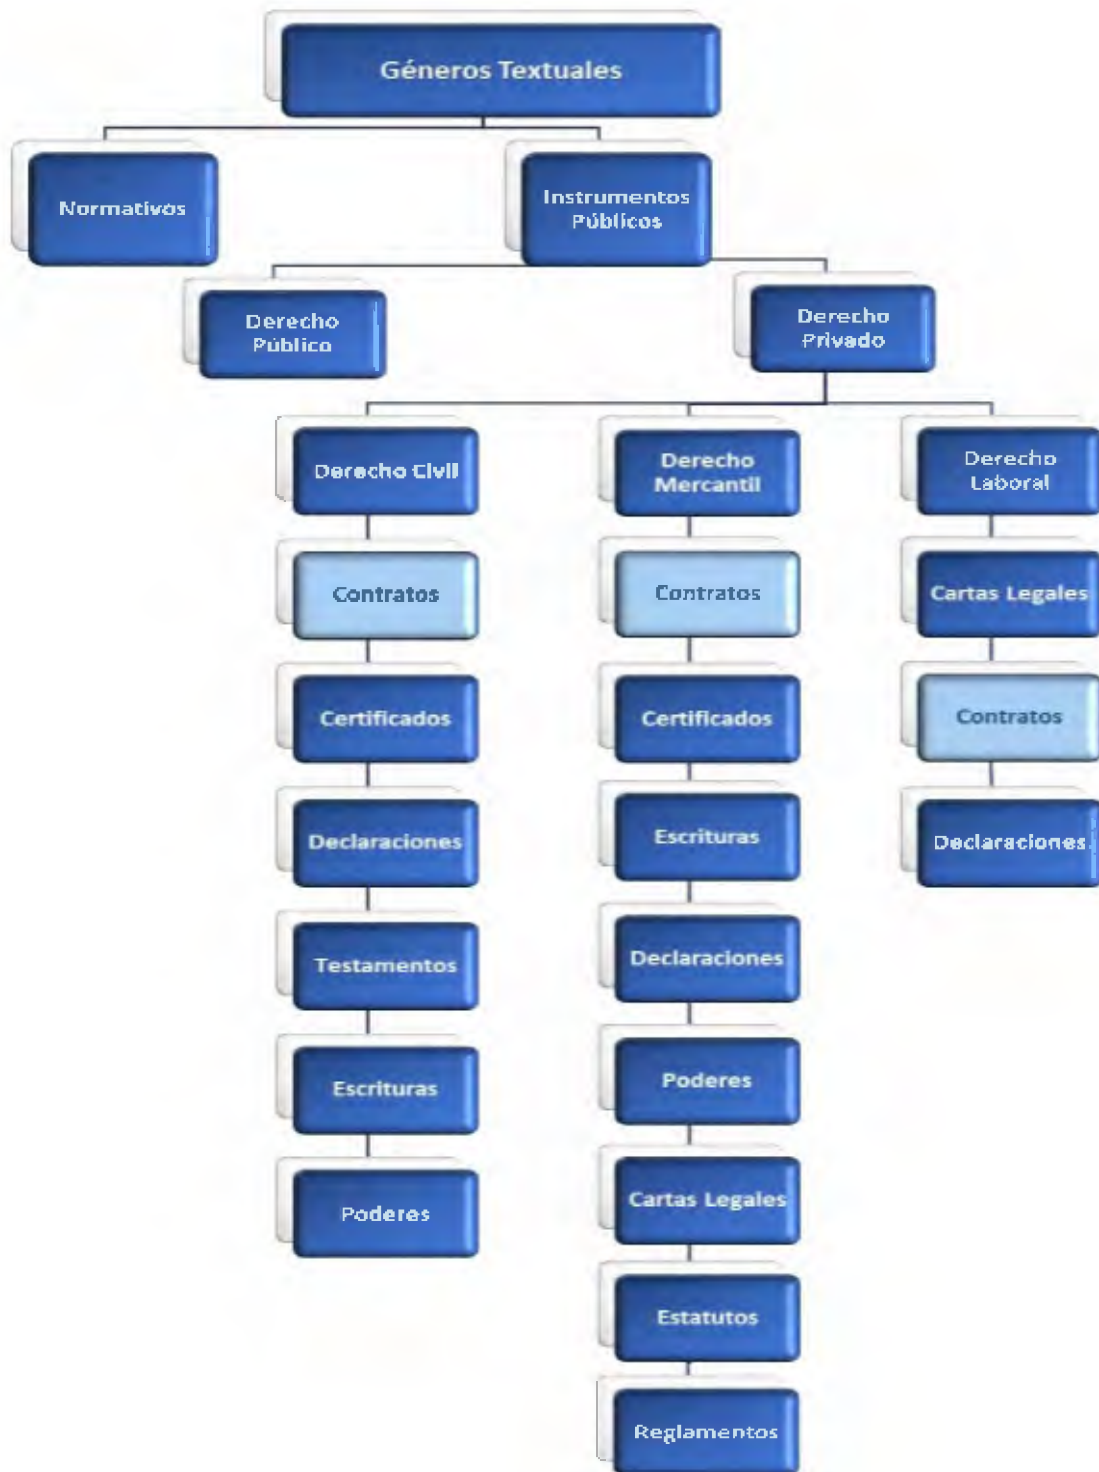 Géneros Textuales
Normativos
Instrumentos
Públicos
Derecho
Público
Derecho
Privado
Derecho Civil
Contratos
Certificados
Declaraciones
Testamentos
Escrituras
Poderes
Derecho
Mercantil
Contratos
Certificados
Escrituras
Declaraciones
Poderes
Cartas Legales
Estatutos
Reglamentos
Derecho
Laboral
Cartas Legales
Contratos
Declaraciones